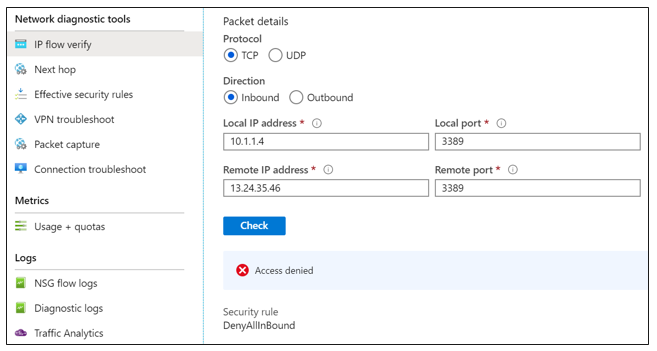 Network diagnostic tools
IP flow verify
Next hop
Effective security rules
VPN troubleshoot
Packet capture
Connection troubleshoot
Metrics
Usage + quotas
Logs
NSG flow logs
Diagnostic logs
Traffic Analytics
Packet details
Protocol
TCP UDP
Direction
Inbound Outbound
Local IP address * Local port *
10.1.1.4 3389
Remote IP address * Remote port *
13.24.35.46 3389
Check
Access denied
Security rule
DenyAllInBound